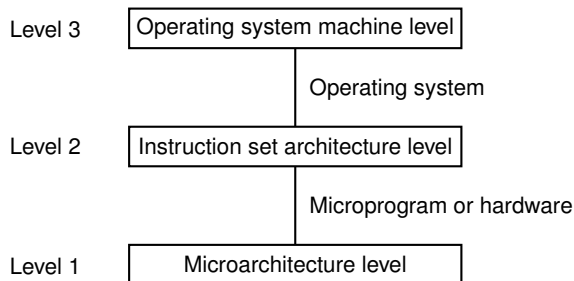 Level 3 Operating system machine level
Operating system
Level 2 Instruction set architecture level
Microprogram or hardware
Level 1 Microarchitecture level